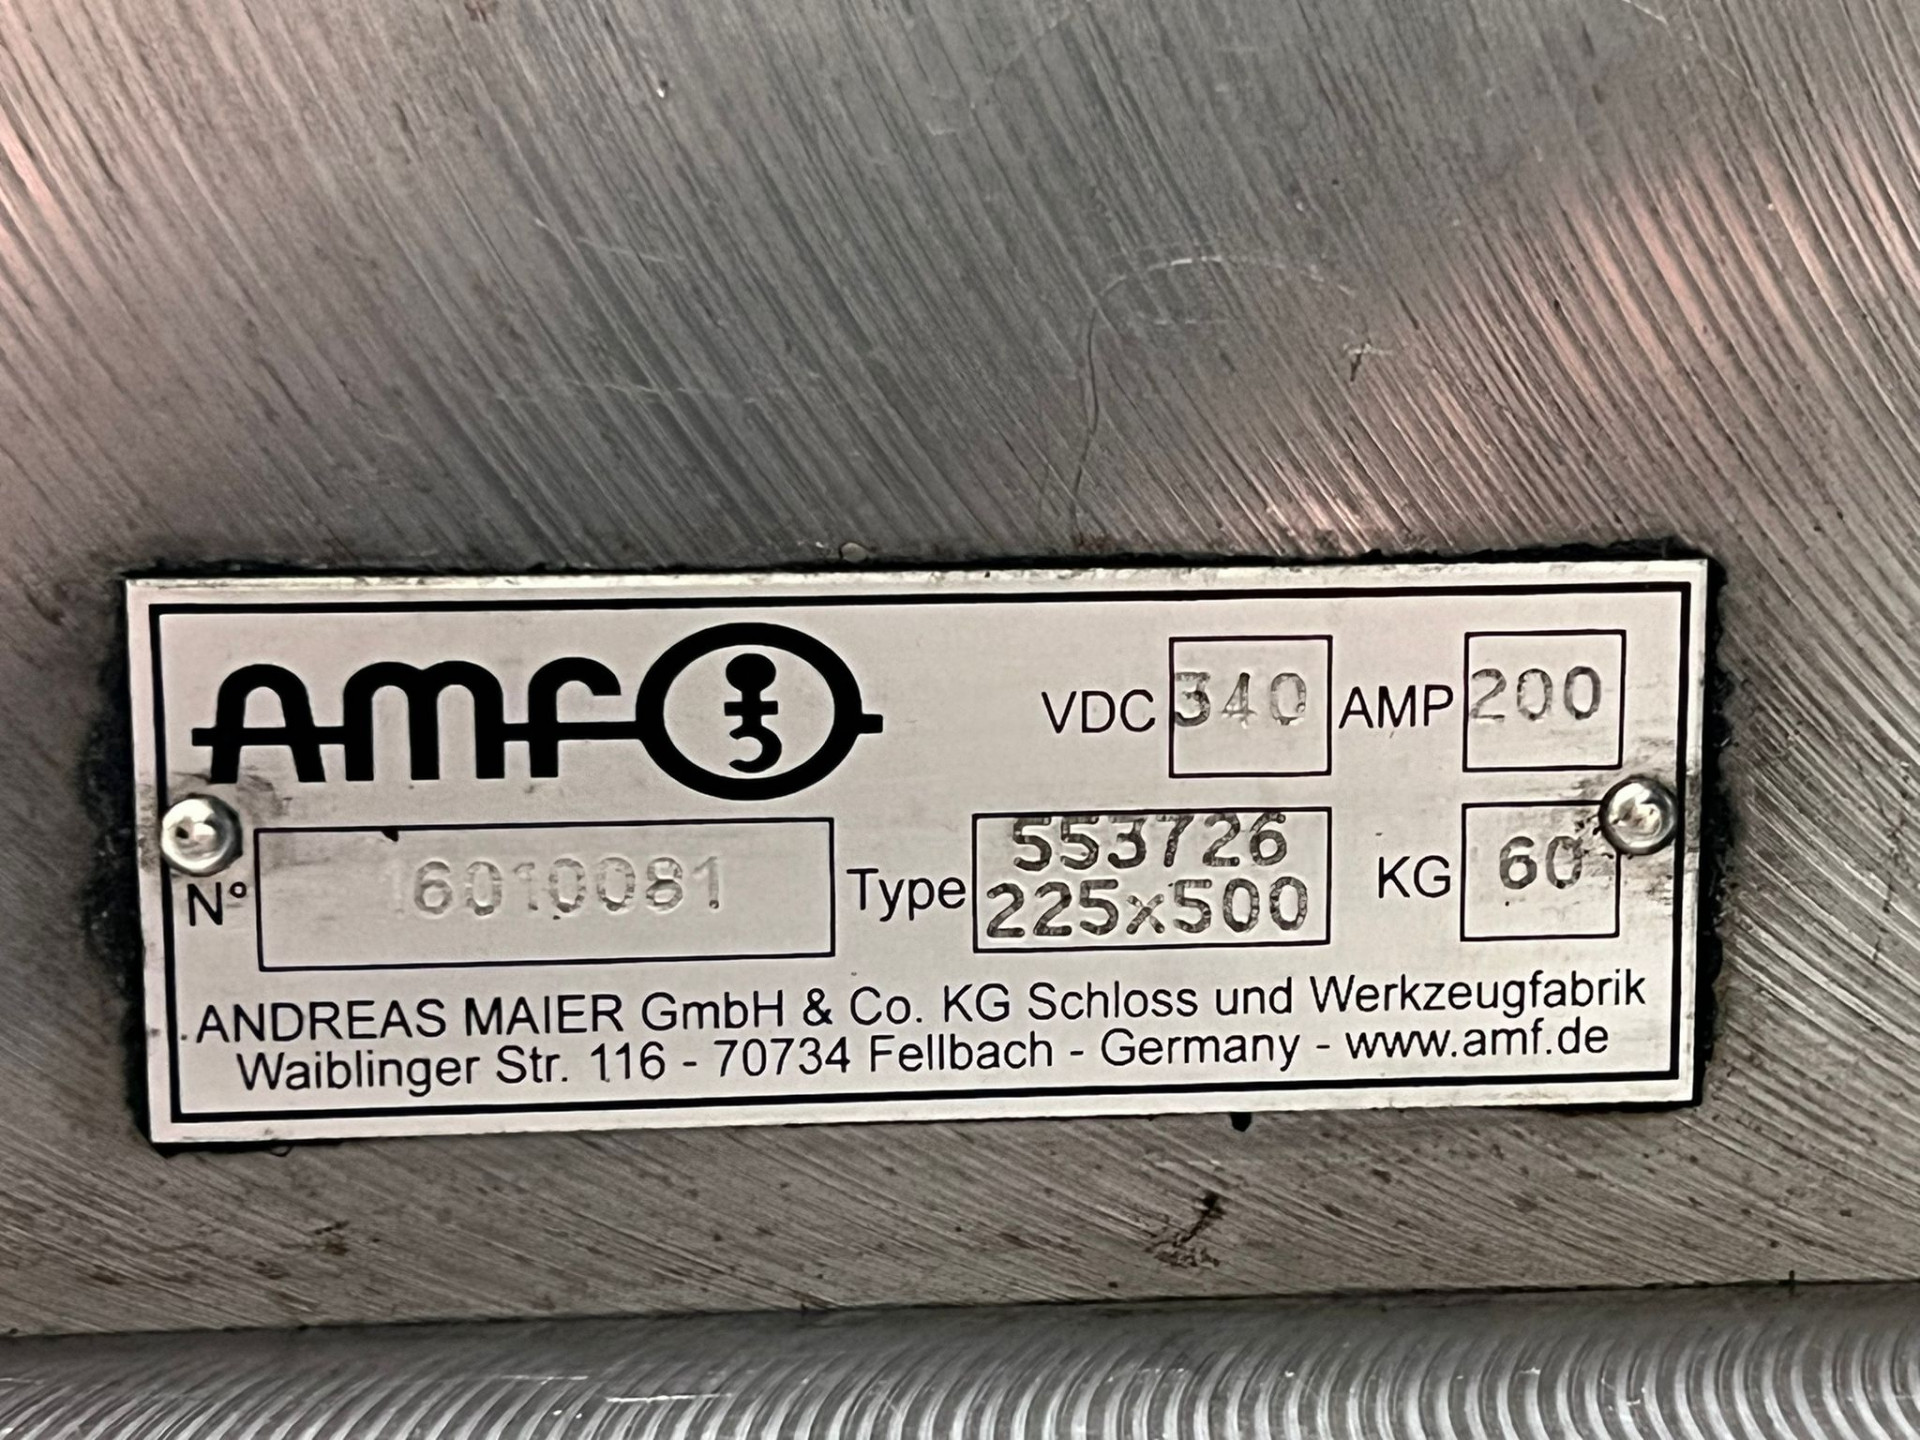 AMF
VDC 340 AMP 200
Nº 16010081 Type 553726 225x500 KG 60
ANDREAS MAIER GmbH & Co. KG Schloss und Werkzeugfabrik
Waiblinger Str. 116 - 70734 Fellbach - Germany - www.amf.de